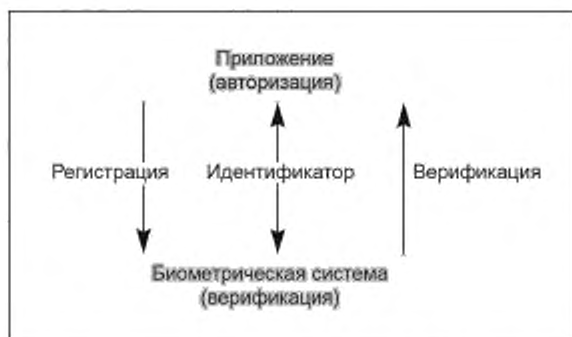 Приложение
(авторизация)
Регистрация Идентификатор Верификация
Биометрическая система
(верификация)